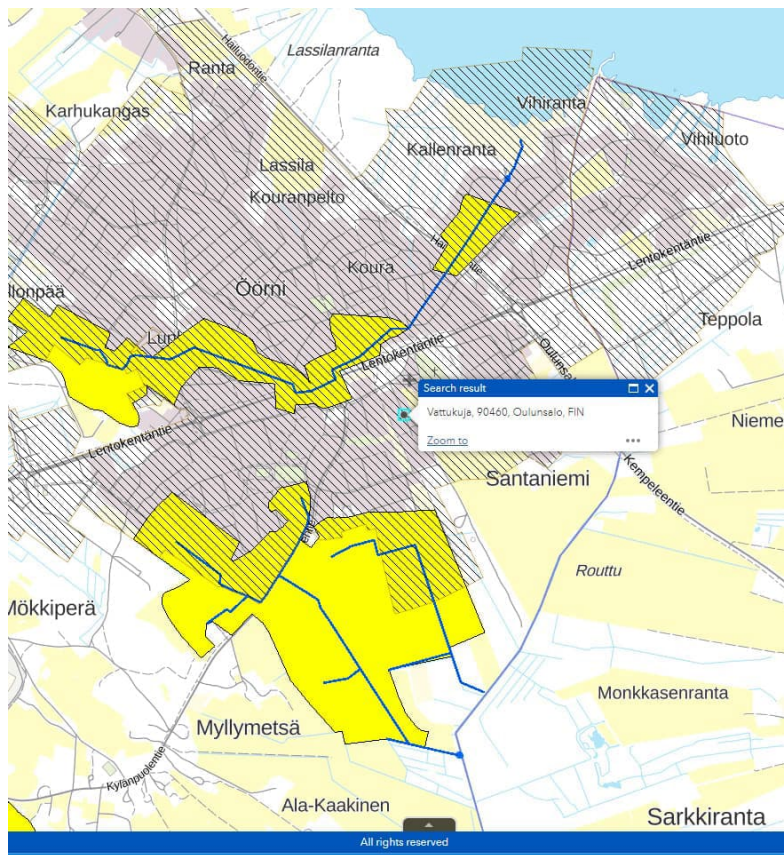 Hailuodontie
Lassilanranta
Ranta
Karhukangas
Vihiranta
Vihiluoto
Kallenranta
Lassila
Kouranpelto
Lentokentäntie
Koura
Öörni
llonpää
Teppola
Lentokentäntie
Oulunsalo
Search result
Vattukuja, 90460, Oulunsalo, FIN
Zoom to
Nieme
Lentokentäntie
Santaniemi
Kempeleentie
entie
Routtu
Mökkiperä
Monkkasenranta
Myllymetsä
Kylänpuolentie
Ala-Kaakinen
Sarkkiranta
All rights reserved